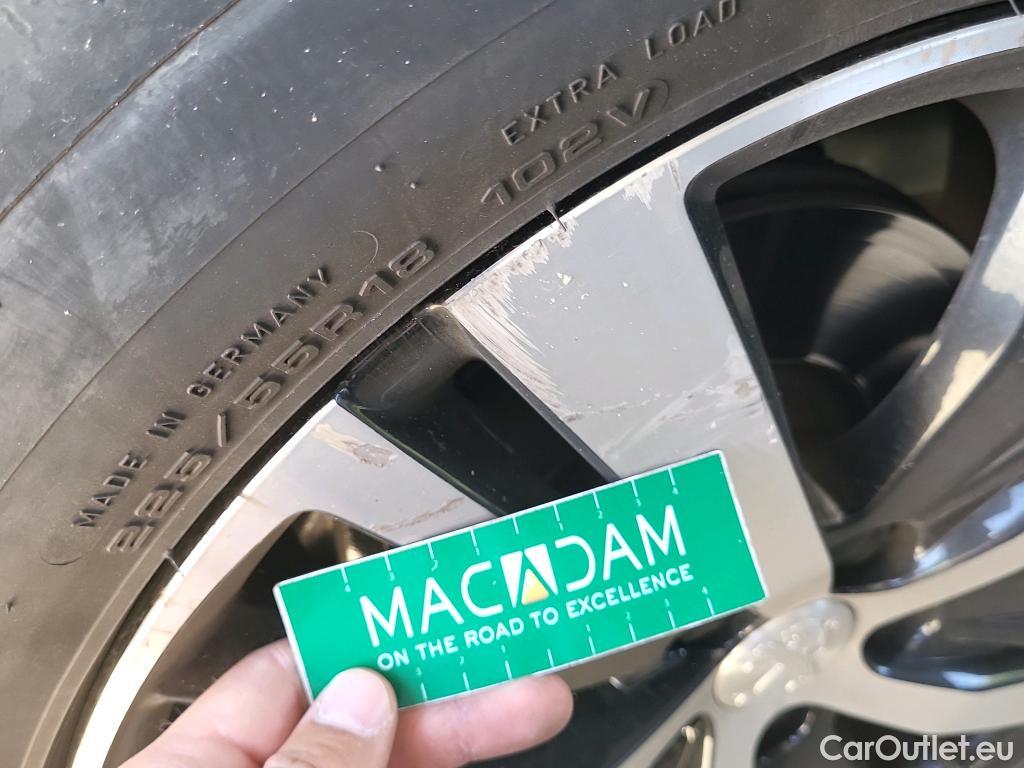 EXTRA LOAD
102V
MADE IN GERMANY
225/55R18
MACADAM
ON THE ROAD TO EXCELLENCE
CarOutlet.eu